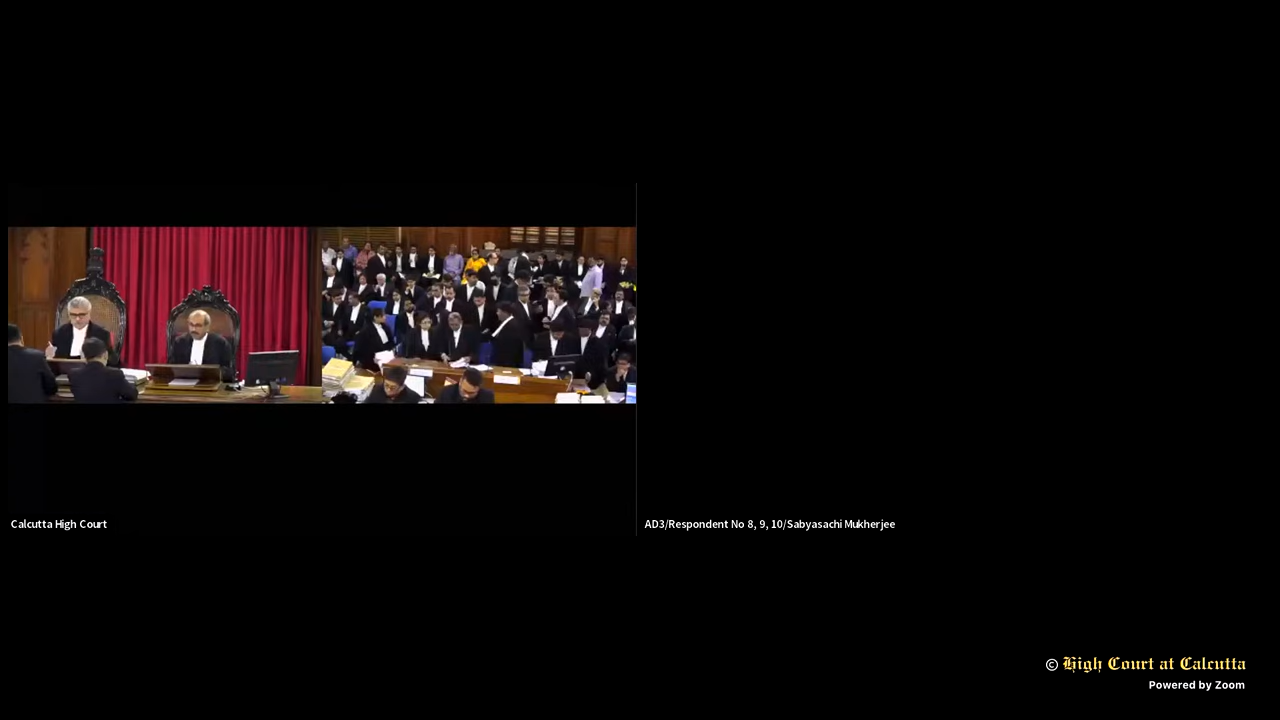 Calcutta High Court
AD3/Respondent No 8, 9, 10/Sabyasachi Mukherjee
© High Court at Calcutta
Powered by Zoom